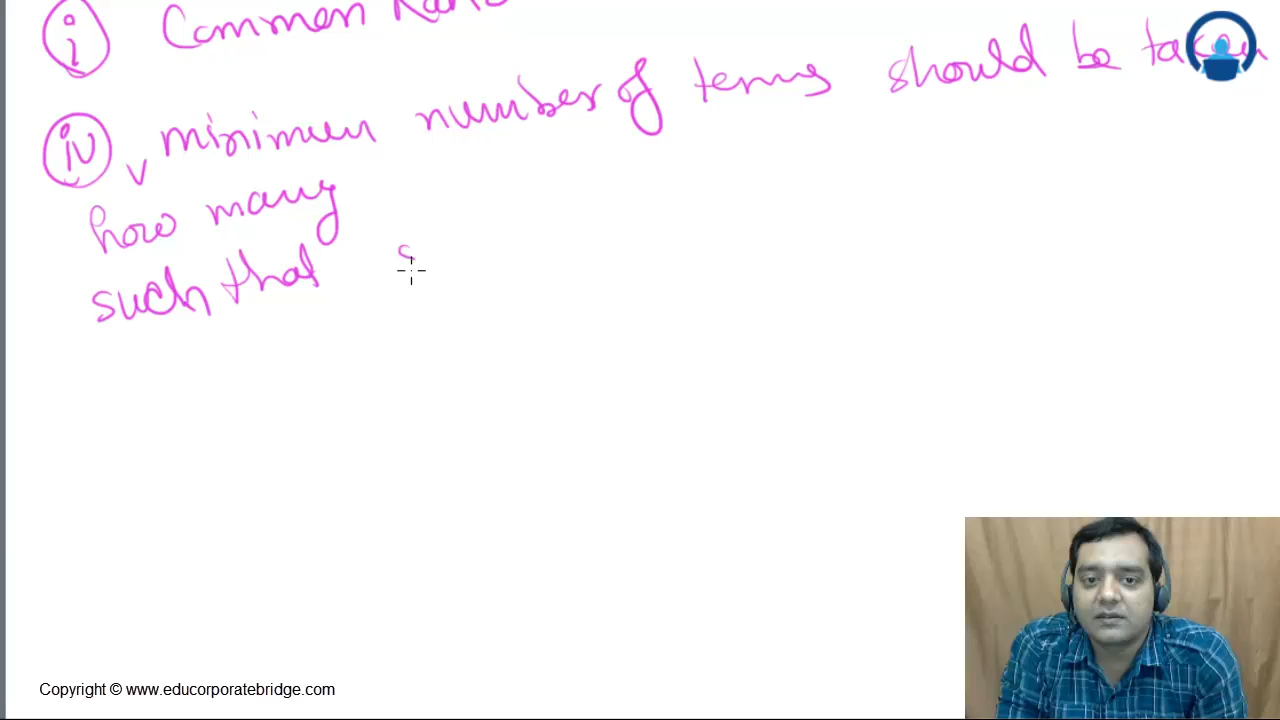 i Common
iv minimum number of terms should be taken
v
how many
such that s
Copyright © www.educorporatebridge.com